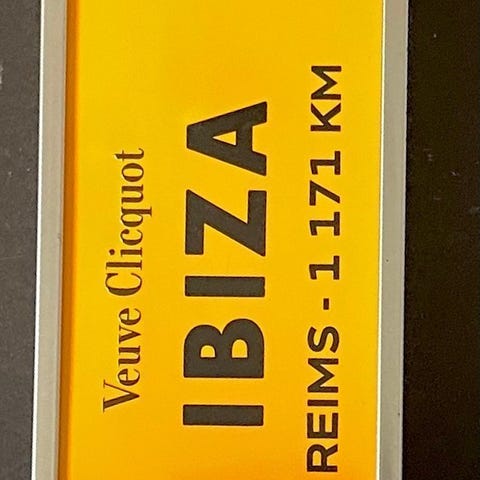 Veuve Clicquot
IBIZA
REIMS - 1 171 KM